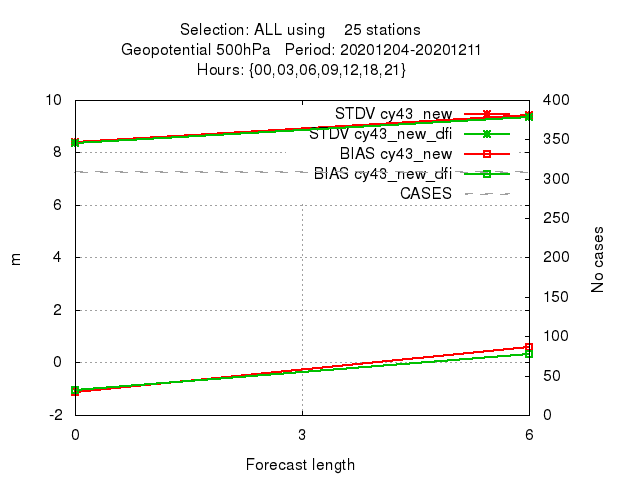 Selection: ALL using    25 stations
Geopotential 500hPa   Period: 20201204-20201211
Hours: {00,03,06,09,12,18,21}
STDV cy43_new
STDV cy43_new_dfi
BIAS cy43_new
BIAS cy43_new_dfi
CASES
10
8
6
4
2
0
-2
m
400
350
300
250
200
150
100
50
0
No cases
0
3
6
Forecast length